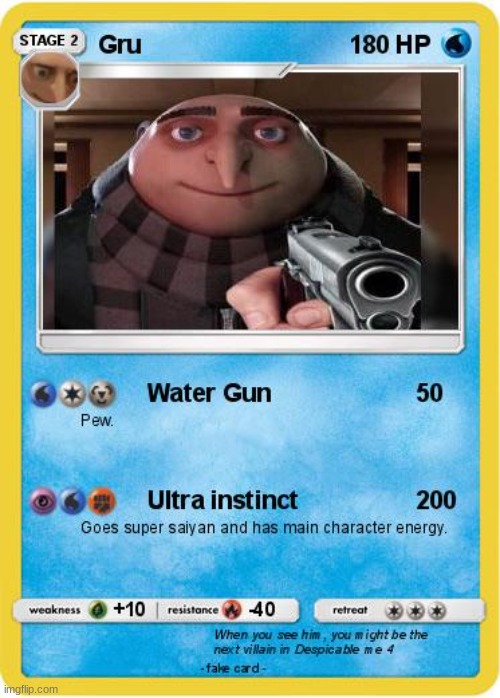 STAGE 2 Gru 180 HP
Water Gun 50
Pew.
Ultra instinct 200
Goes super saiyan and has main character energy.
weakness +10 resistance -40 retreat
When you see him, you might be the
next villain in Despicable me 4
- fake card -
imgflip.com